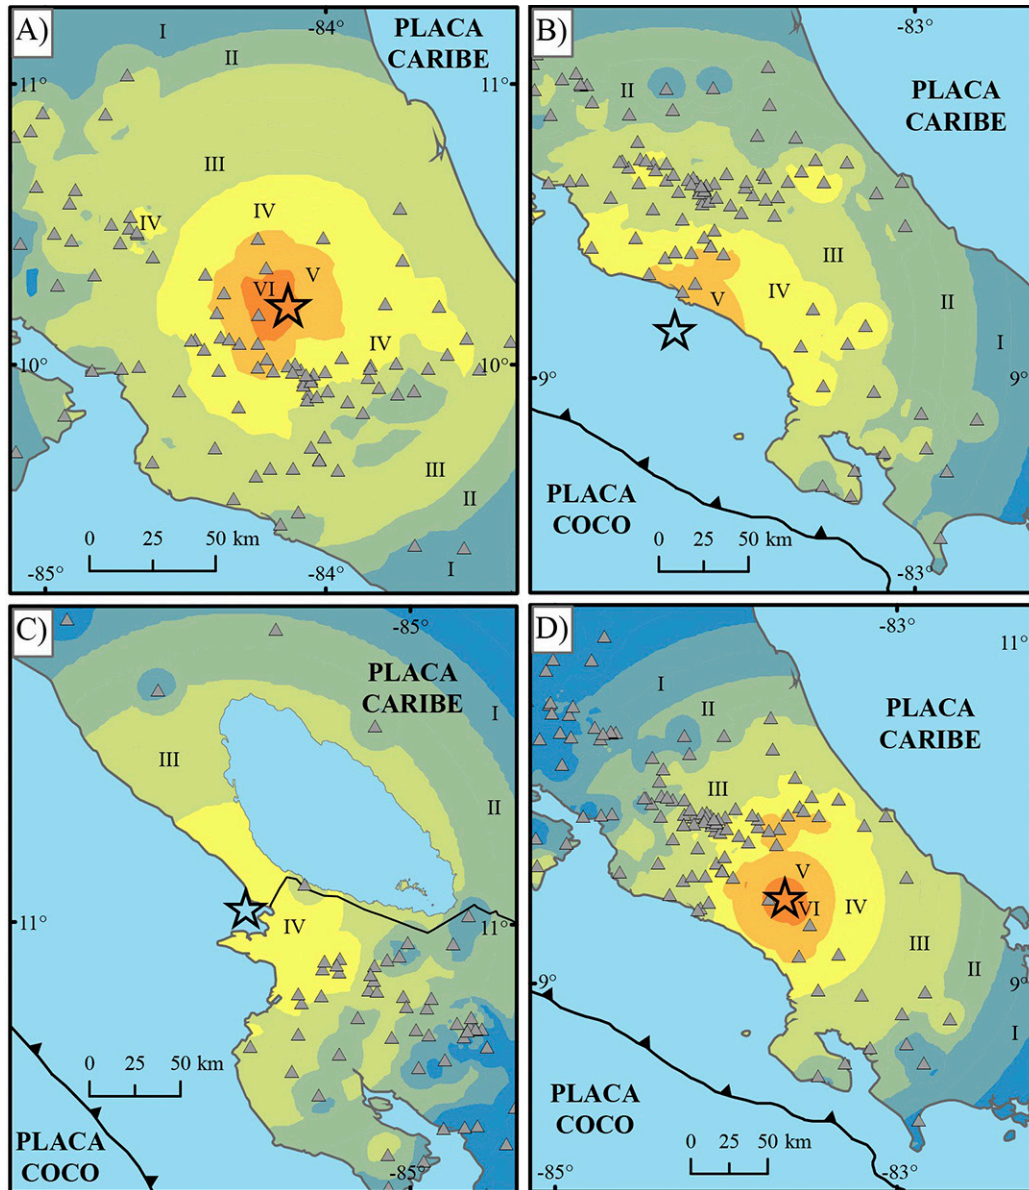 A)
-84°
PLACA
CARIBE
I
II
11°
11°
III
IV
IV
V
VI
IV
10°
10°
III
II
I
0 25 50 km
-85°
-84°
B)
-83°
PLACA
CARIBE
II
III
II
IV
V
I
9°
9°
PLACA
COCO
0 25 50 km
-83°
C)
-85°
PLACA
CARIBE
I
III
II
11°
11°
IV
0 25 50 km
PLACA
COCO
-85°
D)
-83°
11°
I
II
PLACA
CARIBE
III
V
VI
IV
III
II
9°
9°
I
PLACA
COCO
0 25 50 km
-85°
-83°